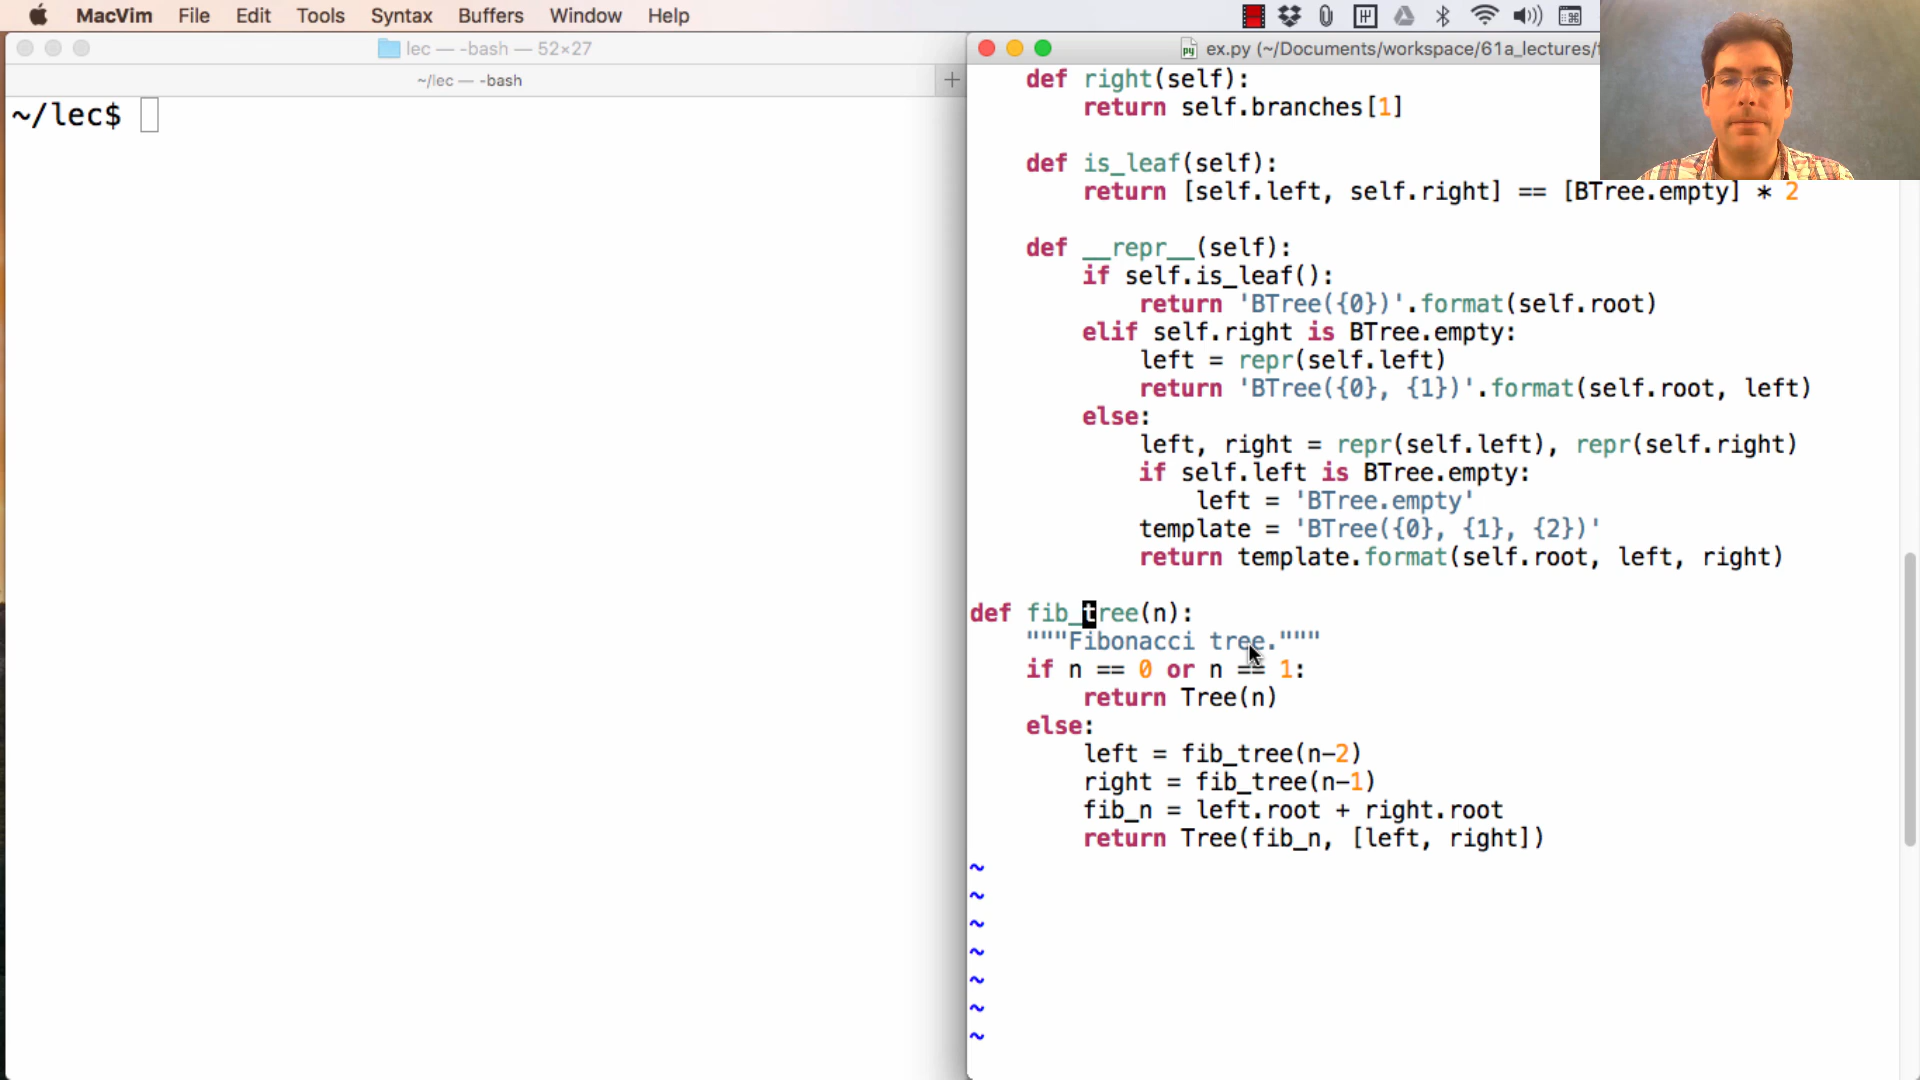 MacVim File Edit Tools Syntax Buffers Window Help
lec — -bash — 52×27
~/lec — -bash
~/lec$
ex.py (~/Documents/workspace/61a_lectures/
def right(self):
return self.branches[1]
def is_leaf(self):
return [self.left, self.right] == [BTree.empty] * 2
def __repr__(self):
if self.is_leaf():
return 'BTree({0})'.format(self.root)
elif self.right is BTree.empty:
left = repr(self.left)
return 'BTree({0}, {1})'.format(self.root, left)
else:
left, right = repr(self.left), repr(self.right)
if self.left is BTree.empty:
left = 'BTree.empty'
template = 'BTree({0}, {1}, {2})'
return template.format(self.root, left, right)
def fib_tree(n):
"""Fibonacci tree."""
if n == 0 or n == 1:
return Tree(n)
else:
left = fib_tree(n-2)
right = fib_tree(n-1)
fib_n = left.root + right.root
return Tree(fib_n, [left, right])
~
~
~
~
~
~
~